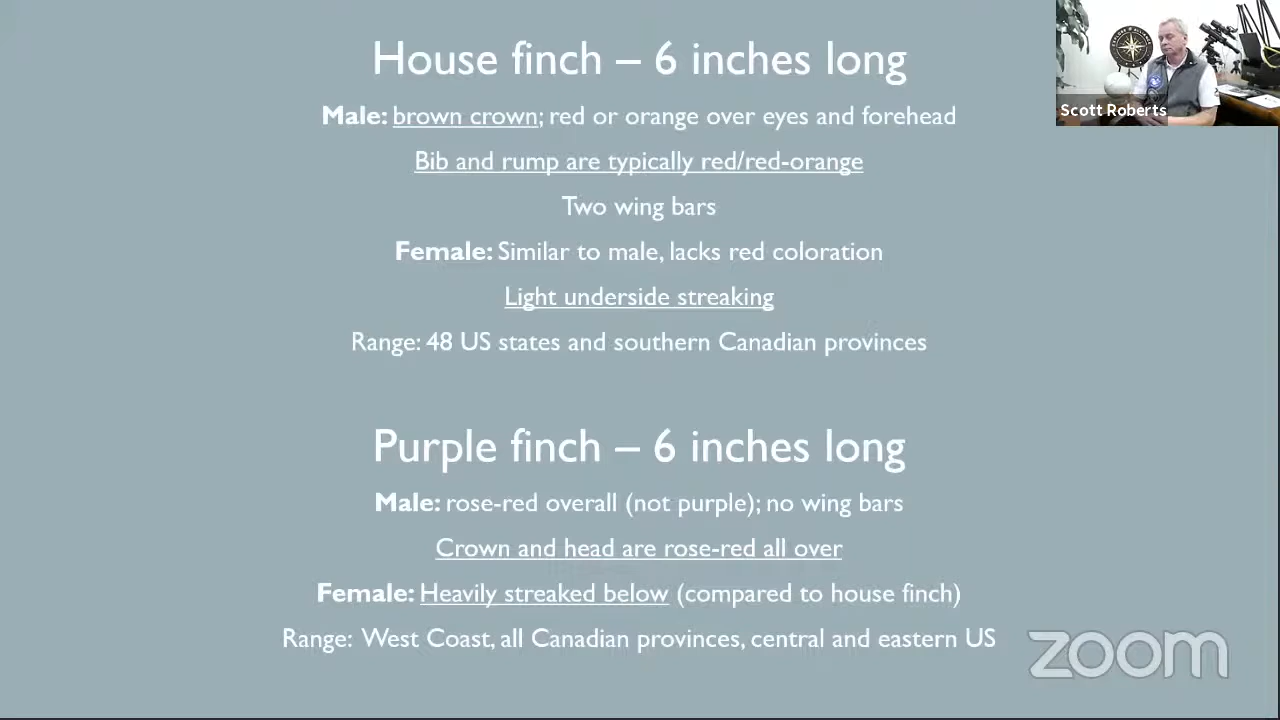 House finch – 6 inches long
Male: brown crown; red or orange over eyes and forehead
Bib and rump are typically red/red-orange
Two wing bars
Female: Similar to male, lacks red coloration
Light underside streaking
Range: 48 US states and southern Canadian provinces
Purple finch – 6 inches long
Male: rose-red overall (not purple); no wing bars
Crown and head are rose-red all over
Female: Heavily streaked below (compared to house finch)
Range: West Coast, all Canadian provinces, central and eastern US
Scott Roberts
zoom